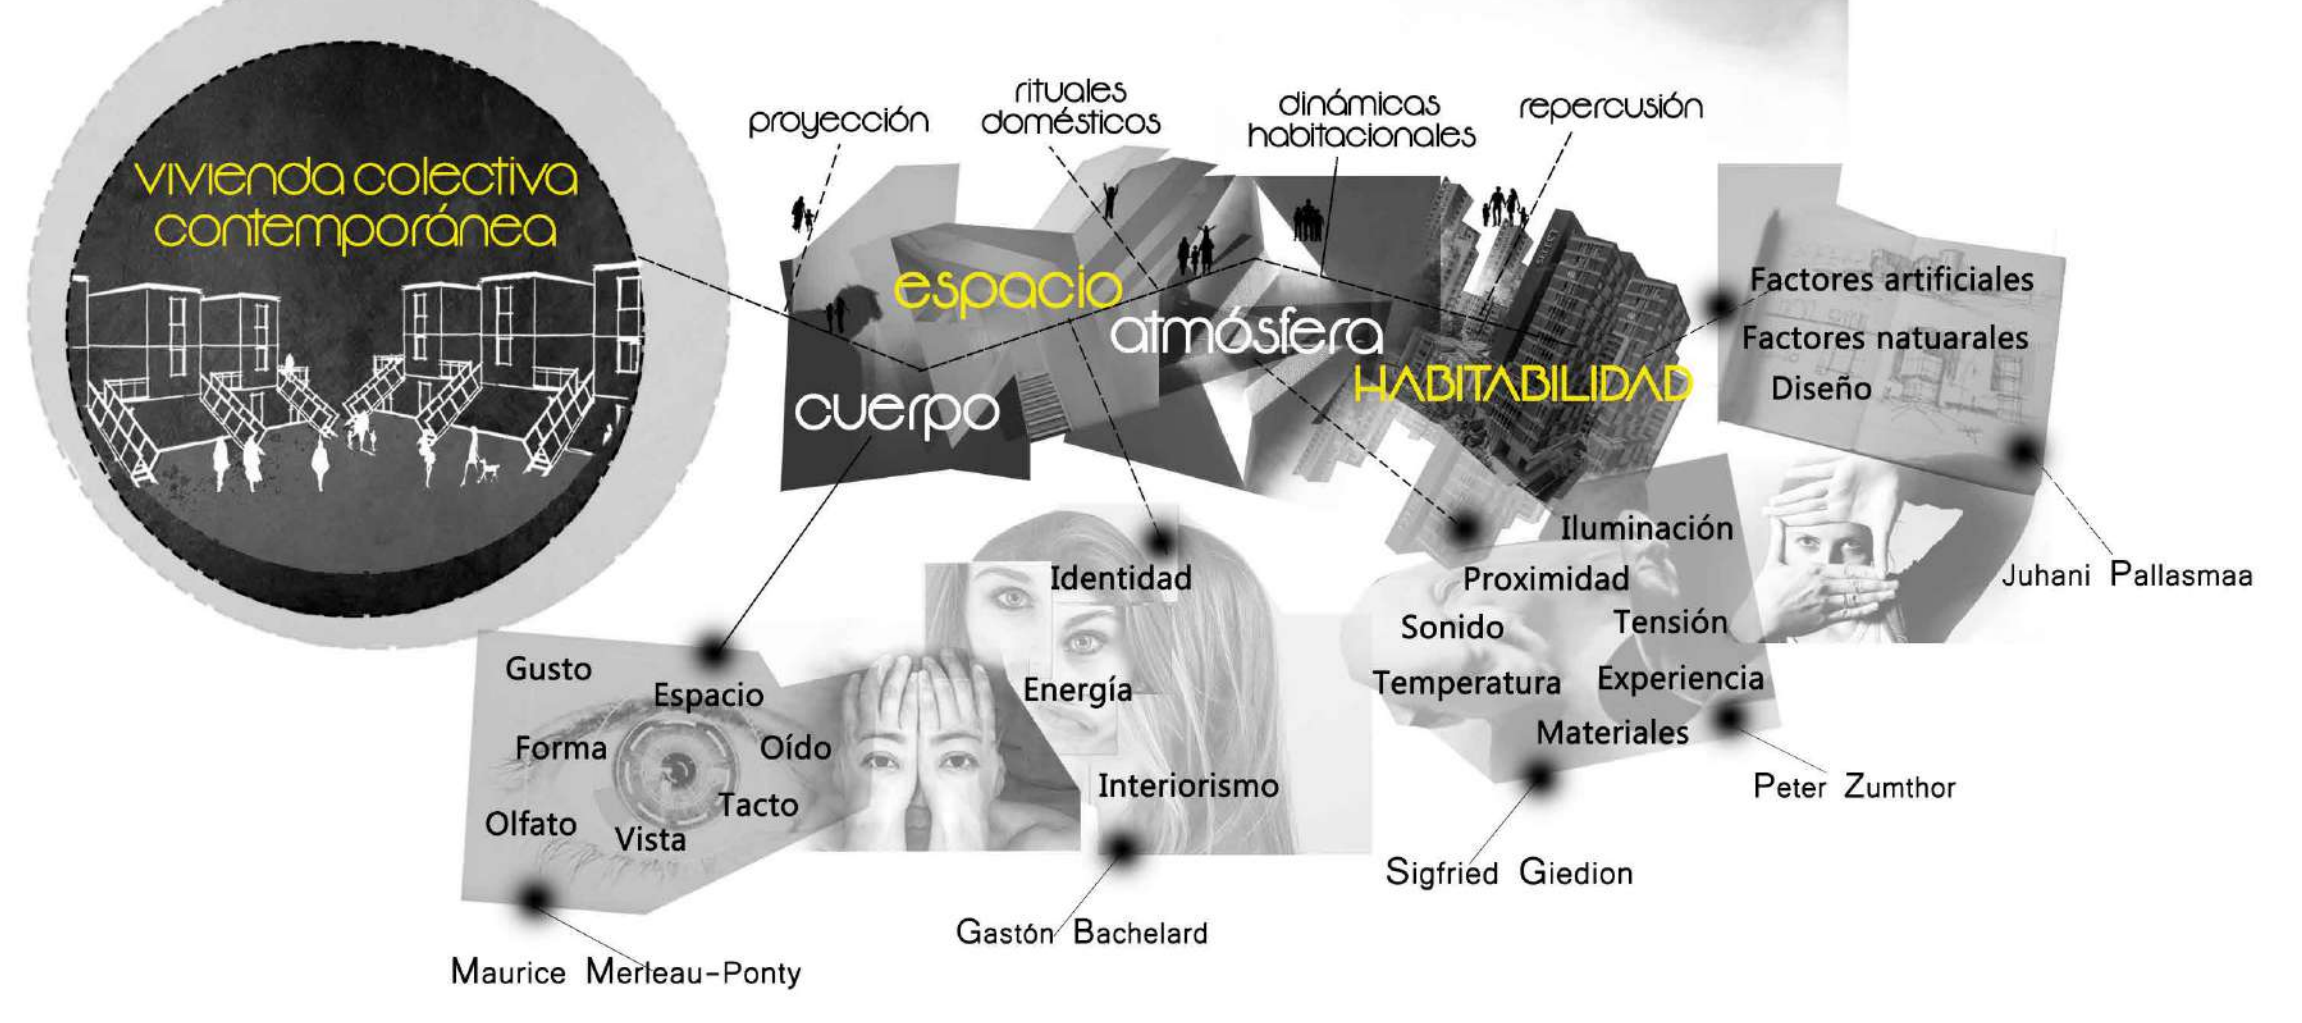 vivienda colectiva
contemporánea
proyección
rituales
domésticos
dinámicas
habitacionales
repercusión
cuerpo
espacio
atmósfera
HABITABILIDAD
Factores artificiales
Factores natuarales
Diseño
Juhani Pallasmaa
Gusto
Espacio
Forma
Oído
Tacto
Olfato
Vista
Maurice Merleau-Ponty
Identidad
Energía
Interiorismo
Gastón Bachelard
Iluminación
Proximidad
Sonido
Tensión
Temperatura
Experiencia
Materiales
Peter Zumthor
Sigfried Giedion